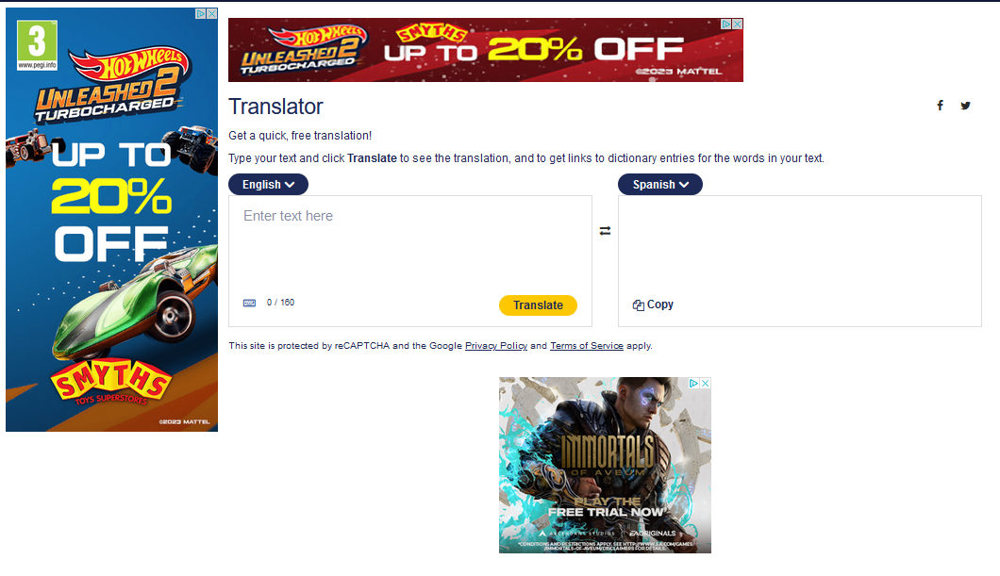 3
www.pegi.info
HOT WHEELS
UNLEASHED 2
TURBOCHARGED
UP TO
20%
OFF
SMYTHS
TOYS SUPERSTORES
©2023 MATTEL
HOT WHEELS
UNLEASHED 2
TURBOCHARGED
SMYTHS
UP TO 20% OFF
©2023 MATTEL
Translator
Get a quick, free translation!
Type your text and click Translate to see the translation, and to get links to dictionary entries for the words in your text.
English
Spanish
Enter text here
0 / 160
Translate
Copy
This site is protected by reCAPTCHA and the Google Privacy Policy and Terms of Service apply.
IMMORTALS
OF AVEUM
PLAY THE
FREE TRIAL NOW*
ASCENDANT STUDIOS
EA ORIGINALS
*CONDITIONS AND RESTRICTIONS APPLY, SEE HTTP://WWW.EA.COM/GAMES
/IMMORTALS-OF-AVEUM/DISCLAIMERS FOR DETAILS.